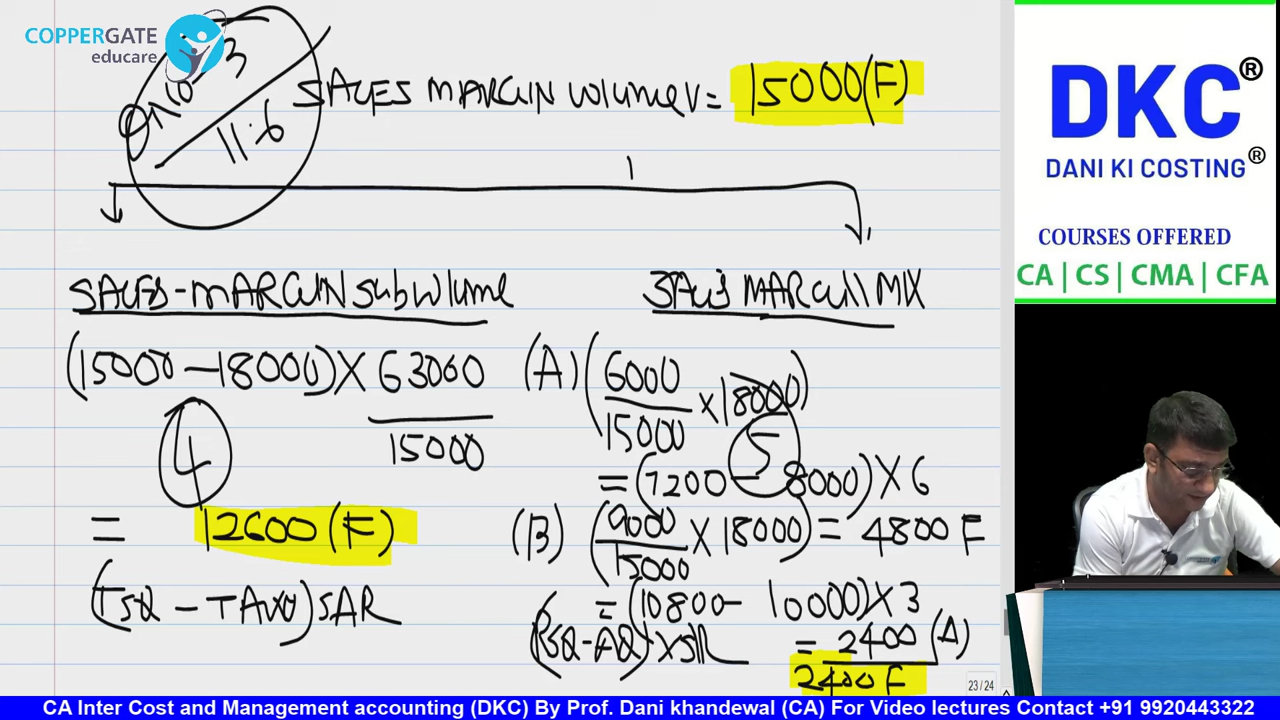 COPPERGATE
educare
3
11.6
SALES MARGIN Volume V = 15000(F)
SALES-MARGIN subvolume
(15000 - 18000) X 63000
15000
4
= 12600 (F)
(TSQ - TAQ) SAR
SALES MARGIN MIX
(A) (6000 X 18000)
15000
5
= (7200 - 8000) X 6
= 4800 F
(B) (9000 X 18000)
15000
= (10800 - 10000) X 3
= 2400 (A)
(RSQ - AQ) X SR
2400 F
23 / 24
DKC®
DANI KI COSTING®
COURSES OFFERED
CA | CS | CMA | CFA
CA Inter Cost and Management accounting (DKC) By Prof. Dani khandewal (CA) For Video lectures Contact +91 9920443322